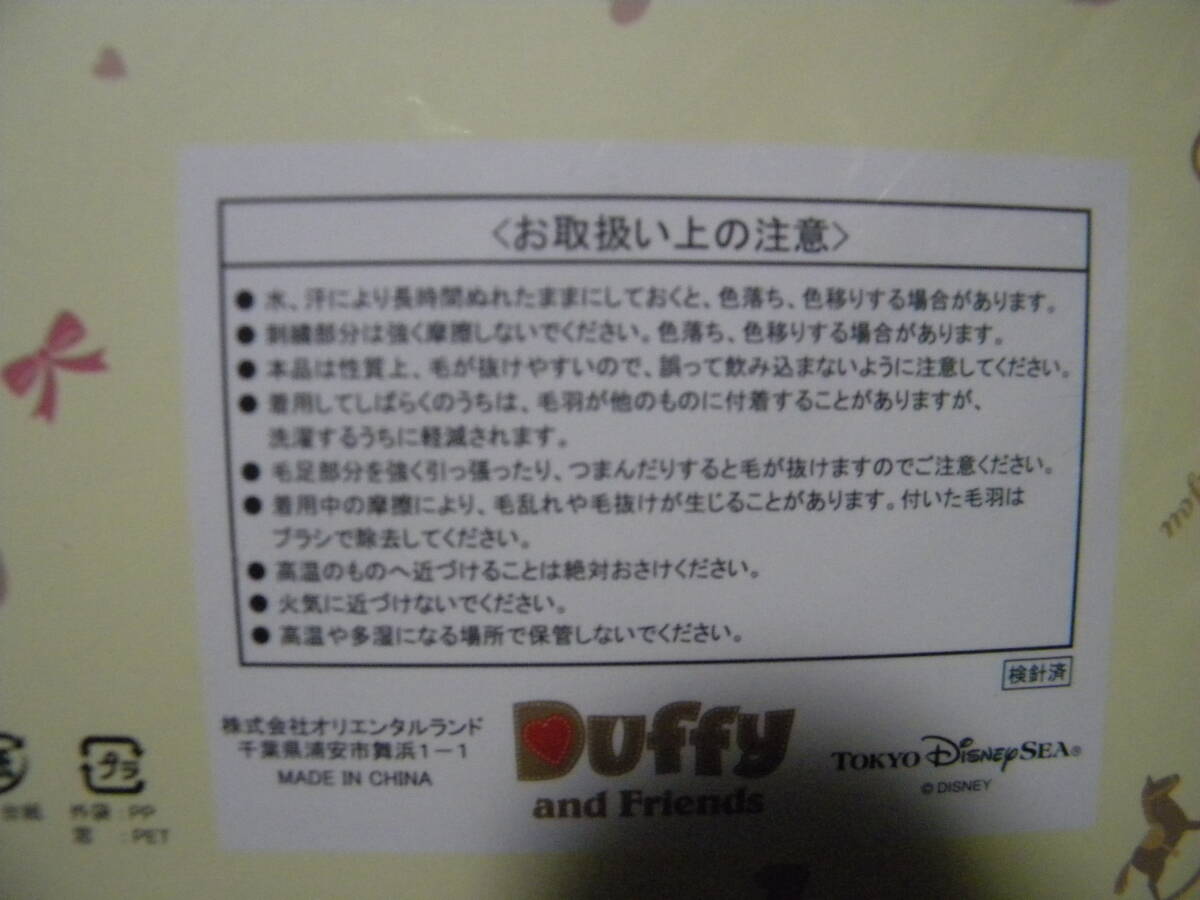 〈お取扱い上の注意〉
● 水、汗により長時間ぬれたままにしておくと、色落ち、色移りする場合があります。
● 刺繍部分は強く摩擦しないでください。色落ち、色移りする場合があります。
● 本品は性質上、毛が抜けやすいので、誤って飲み込まないように注意してください。
● 着用してしばらくのうちは、毛羽が他のものに付着することがありますが、
洗濯するうちに軽減されます。
● 毛足部分を強く引っ張ったり、つまんだりすると毛が抜けますのでご注意ください。
● 着用中の摩擦により、毛乱れや毛抜けが生じることがあります。付いた毛羽は
ブラシで除去してください。
● 高温のものへ近づけることは絶対おさけください。
● 火気に近づけないでください。
● 高温や多湿になる場所で保管しないでください。
検針済
株式会社オリエンタルランド
千葉県浦安市舞浜1－1
MADE IN CHINA
Duffy
and Friends
TOKYO DISNEYSEA®
© DISNEY
プラ
台紙
外袋:PP
窓 :PET
you